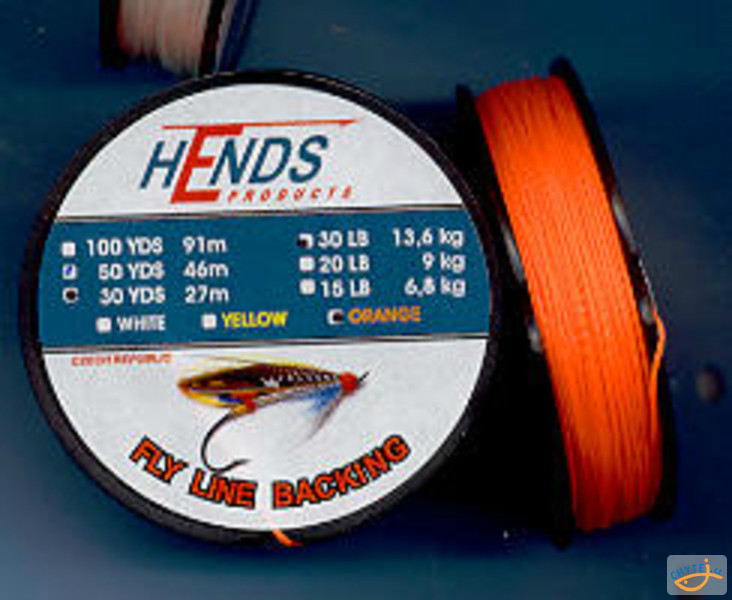 HENDS
PRODUCTS
100 YDS 91m 30 LB 13,6 kg
50 YDS 46m 20 LB 9 kg
30 YDS 27m 15 LB 6,8 kg
WHITE YELLOW ORANGE
CZECH REPUBLIC
FLY LINE BACKING